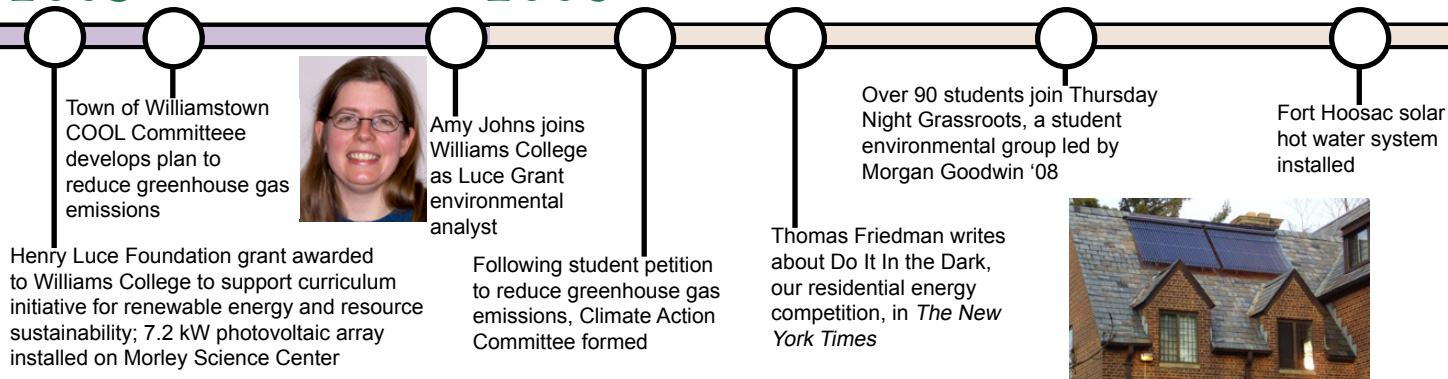 Town of Williamstown
COOL Committeee
develops plan to
reduce greenhouse gas
emissions
Henry Luce Foundation grant awarded
to Williams College to support curriculum
initiative for renewable energy and resource
sustainability; 7.2 kW photovoltaic array
installed on Morley Science Center
Amy Johns joins
Williams College
as Luce Grant
environmental
analyst
Following student petition
to reduce greenhouse gas
emissions, Climate Action
Committee formed
Thomas Friedman writes
about Do It In the Dark,
our residential energy
competition, in The New
York Times
Over 90 students join Thursday
Night Grassroots, a student
environmental group led by
Morgan Goodwin ‘08
Fort Hoosac solar
hot water system
installed